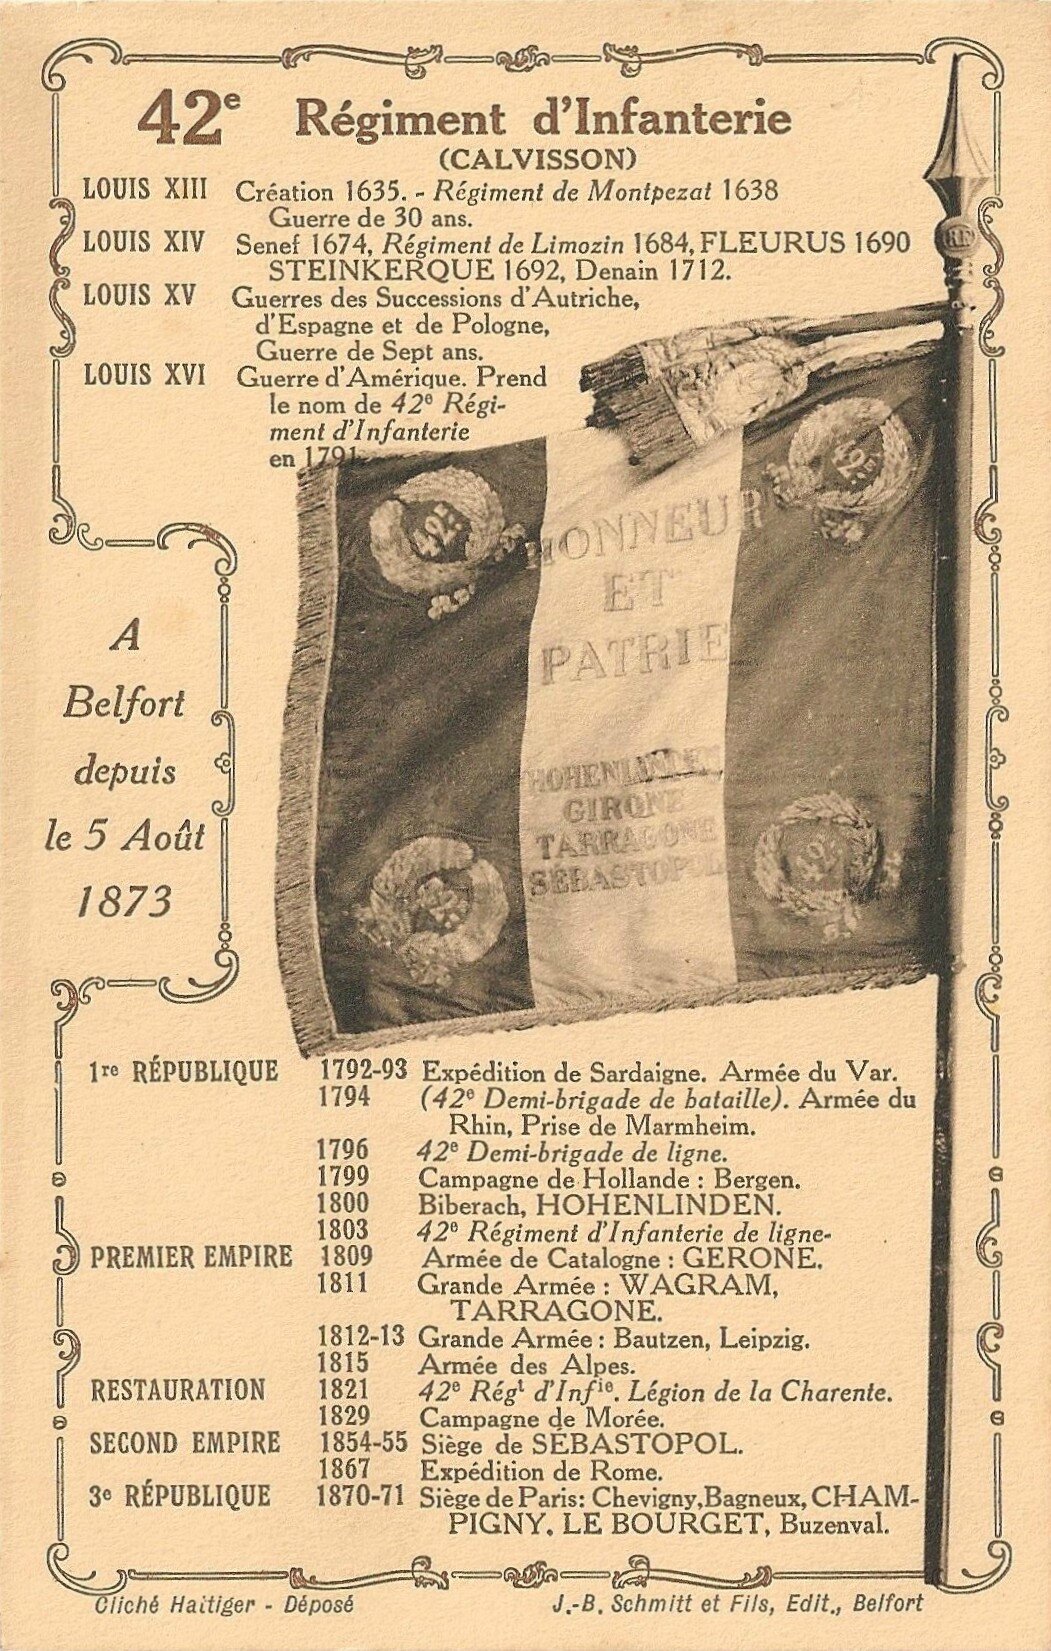 42e Régiment d'Infanterie
(CALVISSON)
LOUIS XIII Création 1635. - Régiment de Montpezat 1638
Guerre de 30 ans.
LOUIS XIV Senef 1674, Régiment de Limozin 1684, FLEURUS 1690
STEINKERQUE 1692, Denain 1712.
LOUIS XV Guerres des Successions d'Autriche,
d'Espagne et de Pologne,
Guerre de Sept ans.
LOUIS XVI Guerre d'Amérique. Prend
le nom de 42e Régi-
ment d'Infanterie
en 1791.
RF
42E
42E
HONNEUR
ET
PATRIE
HOHENLINDEN
GIRONE
TARRAGONE
SEBASTOPOL
42E
A
Belfort
depuis
le 5 Août
1873
1re RÉPUBLIQUE 1792-93 Expédition de Sardaigne. Armée du Var.
1794 (42e Demi-brigade de bataille). Armée du
Rhin, Prise de Marmheim.
1796 42e Demi-brigade de ligne.
1799 Campagne de Hollande : Bergen.
1800 Biberach, HOHENLINDEN.
1803 42e Régiment d'Infanterie de ligne-
PREMIER EMPIRE 1809 Armée de Catalogne : GERONE.
1811 Grande Armée : WAGRAM,
TARRAGONE.
1812-13 Grande Armée : Bautzen, Leipzig.
1815 Armée des Alpes.
RESTAURATION 1821 42e Régt d'Infie. Légion de la Charente.
1829 Campagne de Morée.
SECOND EMPIRE 1854-55 Siège de SÉBASTOPOL.
1867 Expédition de Rome.
3e RÉPUBLIQUE 1870-71 Siège de Paris: Chevigny, Bagneux, CHAM-
PIGNY. LE BOURGET, Buzenval.
Cliché Haitiger - Déposé
J.-B. Schmitt et Fils, Edit., Belfort